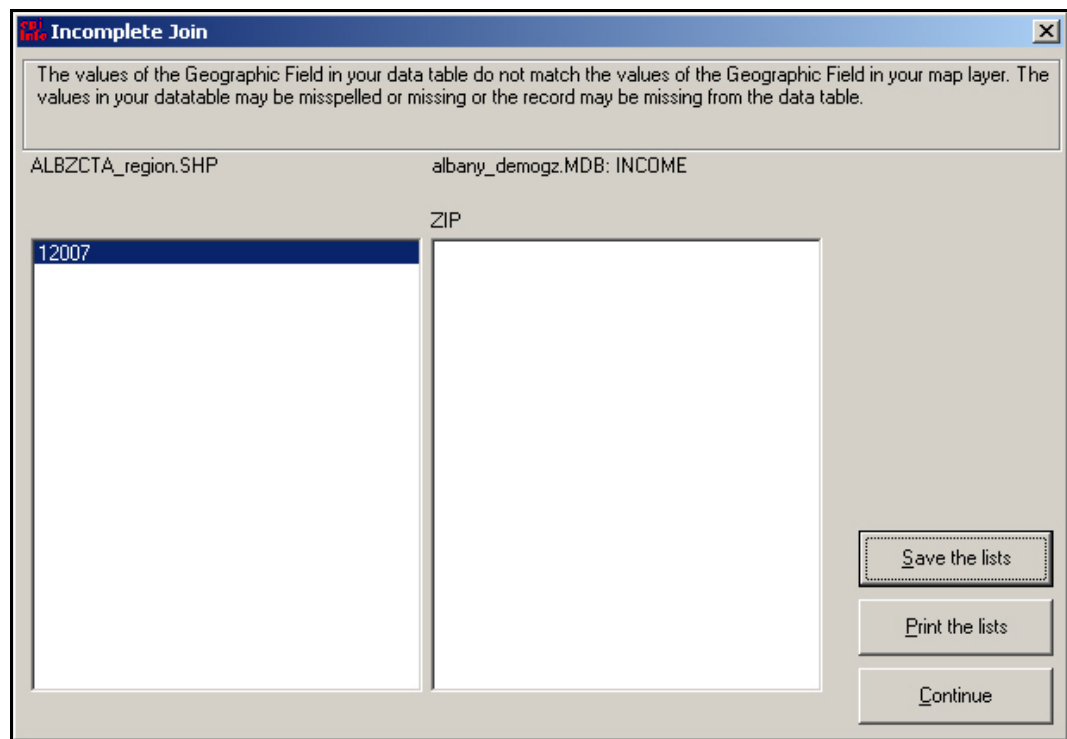 epi
info
Incomplete Join
The values of the Geographic Field in your data table do not match the values of the Geographic Field in your map layer. The
values in your datatable may be misspelled or missing or the record may be missing from the data table.
ALBZCTA_region.SHP
albany_demogz.MDB: INCOME
ZIP
12007
Save the lists
Print the lists
Continue